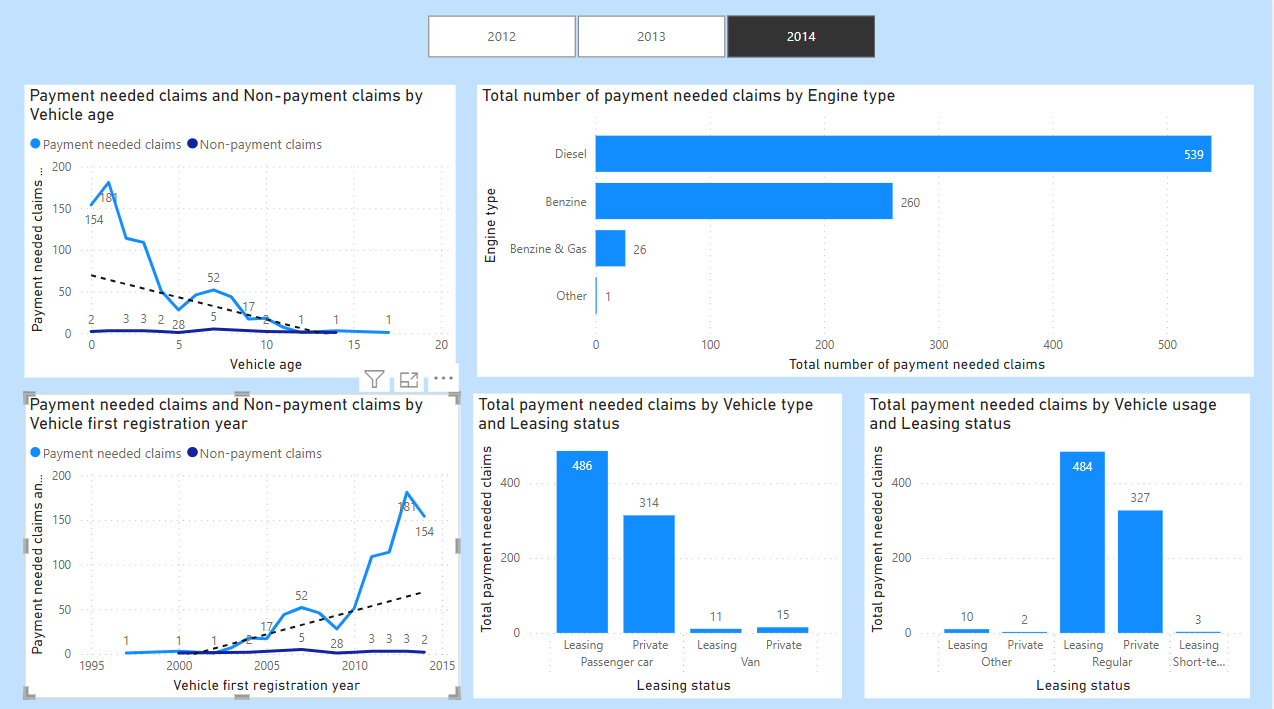 2012
2013
2014
Payment needed claims and Non-payment claims by
Vehicle age
Payment needed claims
Non-payment claims
Payment needed claims ...
200
150
100
50
0
181
154
52
17
28
2
3
3
2
5
2
1
1
1
0
5
10
15
20
Vehicle age
Total number of payment needed claims by Engine type
Engine type
Diesel
539
Benzine
260
Benzine & Gas
26
Other
1
0
100
200
300
400
500
Total number of payment needed claims
Payment needed claims and Non-payment claims by
Vehicle first registration year
Payment needed claims
Non-payment claims
Payment needed claims an...
200
150
100
50
0
181
154
52
17
28
1
1
1
2
5
3
3
3
2
1995
2000
2005
2010
2015
Vehicle first registration year
Total payment needed claims by Vehicle type
and Leasing status
Total payment needed claims
400
200
0
486
314
11
15
Leasing
Private
Leasing
Private
Passenger car
Van
Leasing status
Total payment needed claims by Vehicle usage
and Leasing status
Total payment needed claims
400
200
0
10
2
484
327
3
Leasing
Private
Leasing
Private
Leasing
Other
Regular
Short-te...
Leasing status